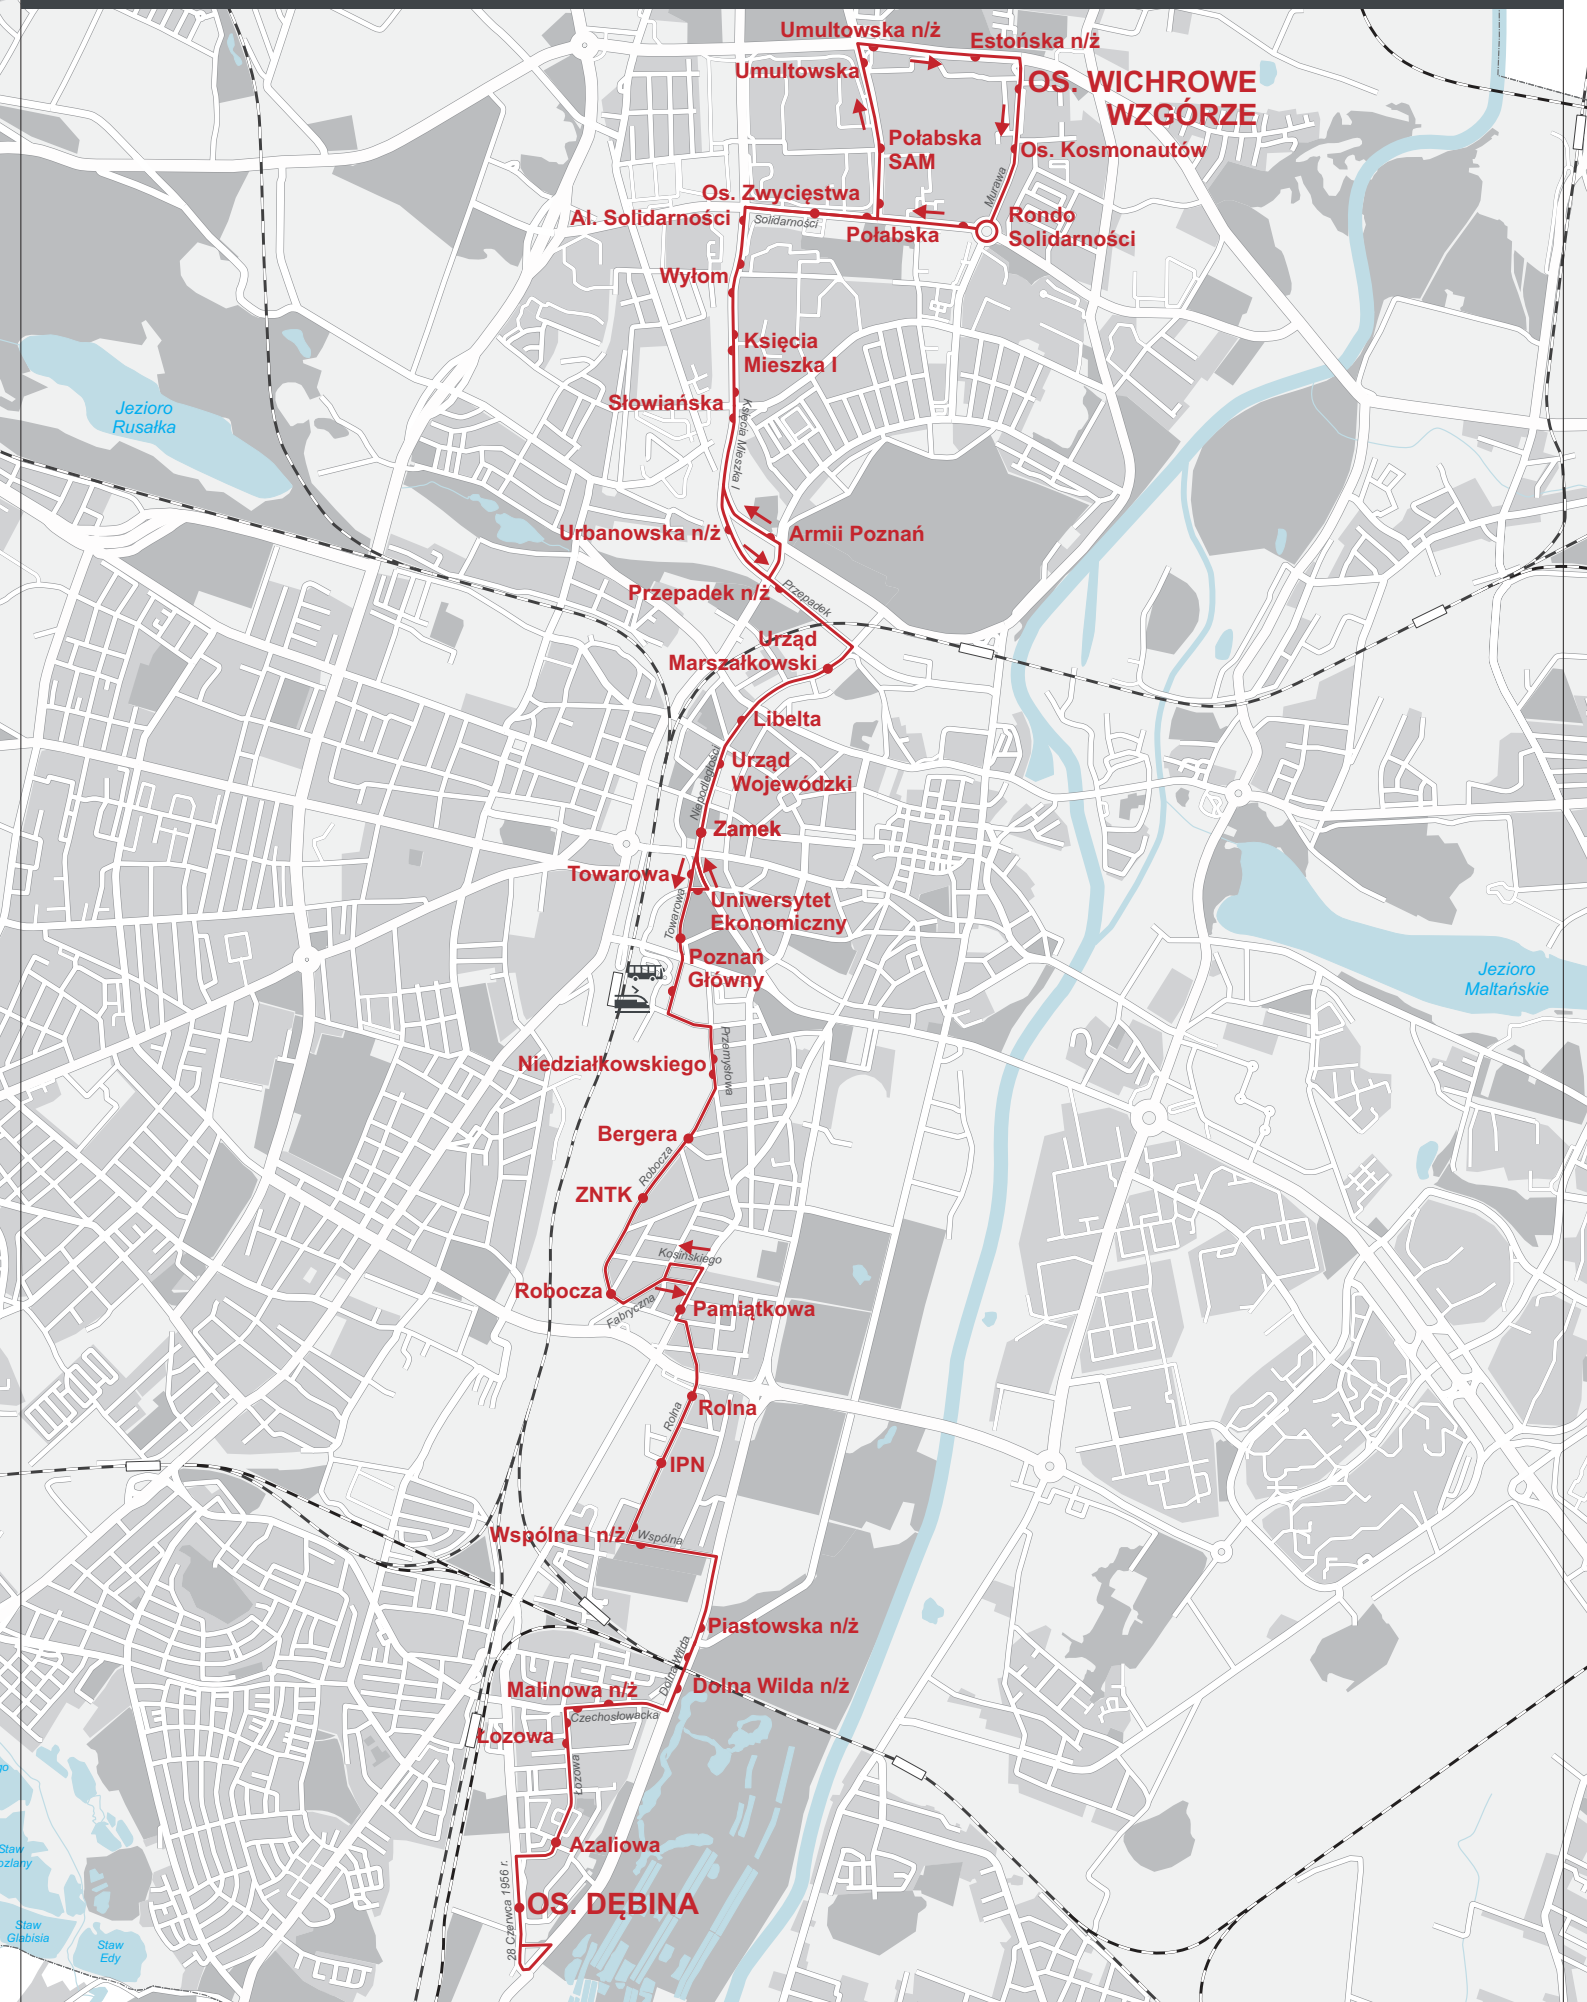 Umultowska n/ż
Estońska n/ż
Umultowska
OS. WICHROWE
WZGÓRZE
Połabska
SAM
Os. Kosmonautów
Murawa
Os. Zwycięstwa
Al. Solidarności
Solidarności
Połabska
Rondo
Solidarności
Wyłom
Księcia
Mieszka I
Słowiańska
Księcia Mieszka I
Jezioro
Rusałka
Urbanowska n/ż
Armii Poznań
Przepadek n/ż
Przepadek
Urząd
Marszałkowski
Libelta
Niepodległości
Urząd
Wojewódzki
Zamek
Towarowa
Uniwersytet
Ekonomiczny
Towarowa
Poznań
Główny
Jezioro
Maltańskie
Niedziałkowskiego
Przemysłowa
Bergera
Robocza
ZNTK
Kosińskiego
Robocza
Fabryczna
Pamiątkowa
Rolna
Rolna
IPN
Wspólna I n/ż
Wspólna
Piastowska n/ż
Dolna Wilda
Dolna Wilda n/ż
Malinowa n/ż
Czechosłowacka
Łozowa
Łozowa
Azaliowa
28 Czerwca 1956 r.
OS. DĘBINA
Staw
Staw
Glabisia
Staw
Edy